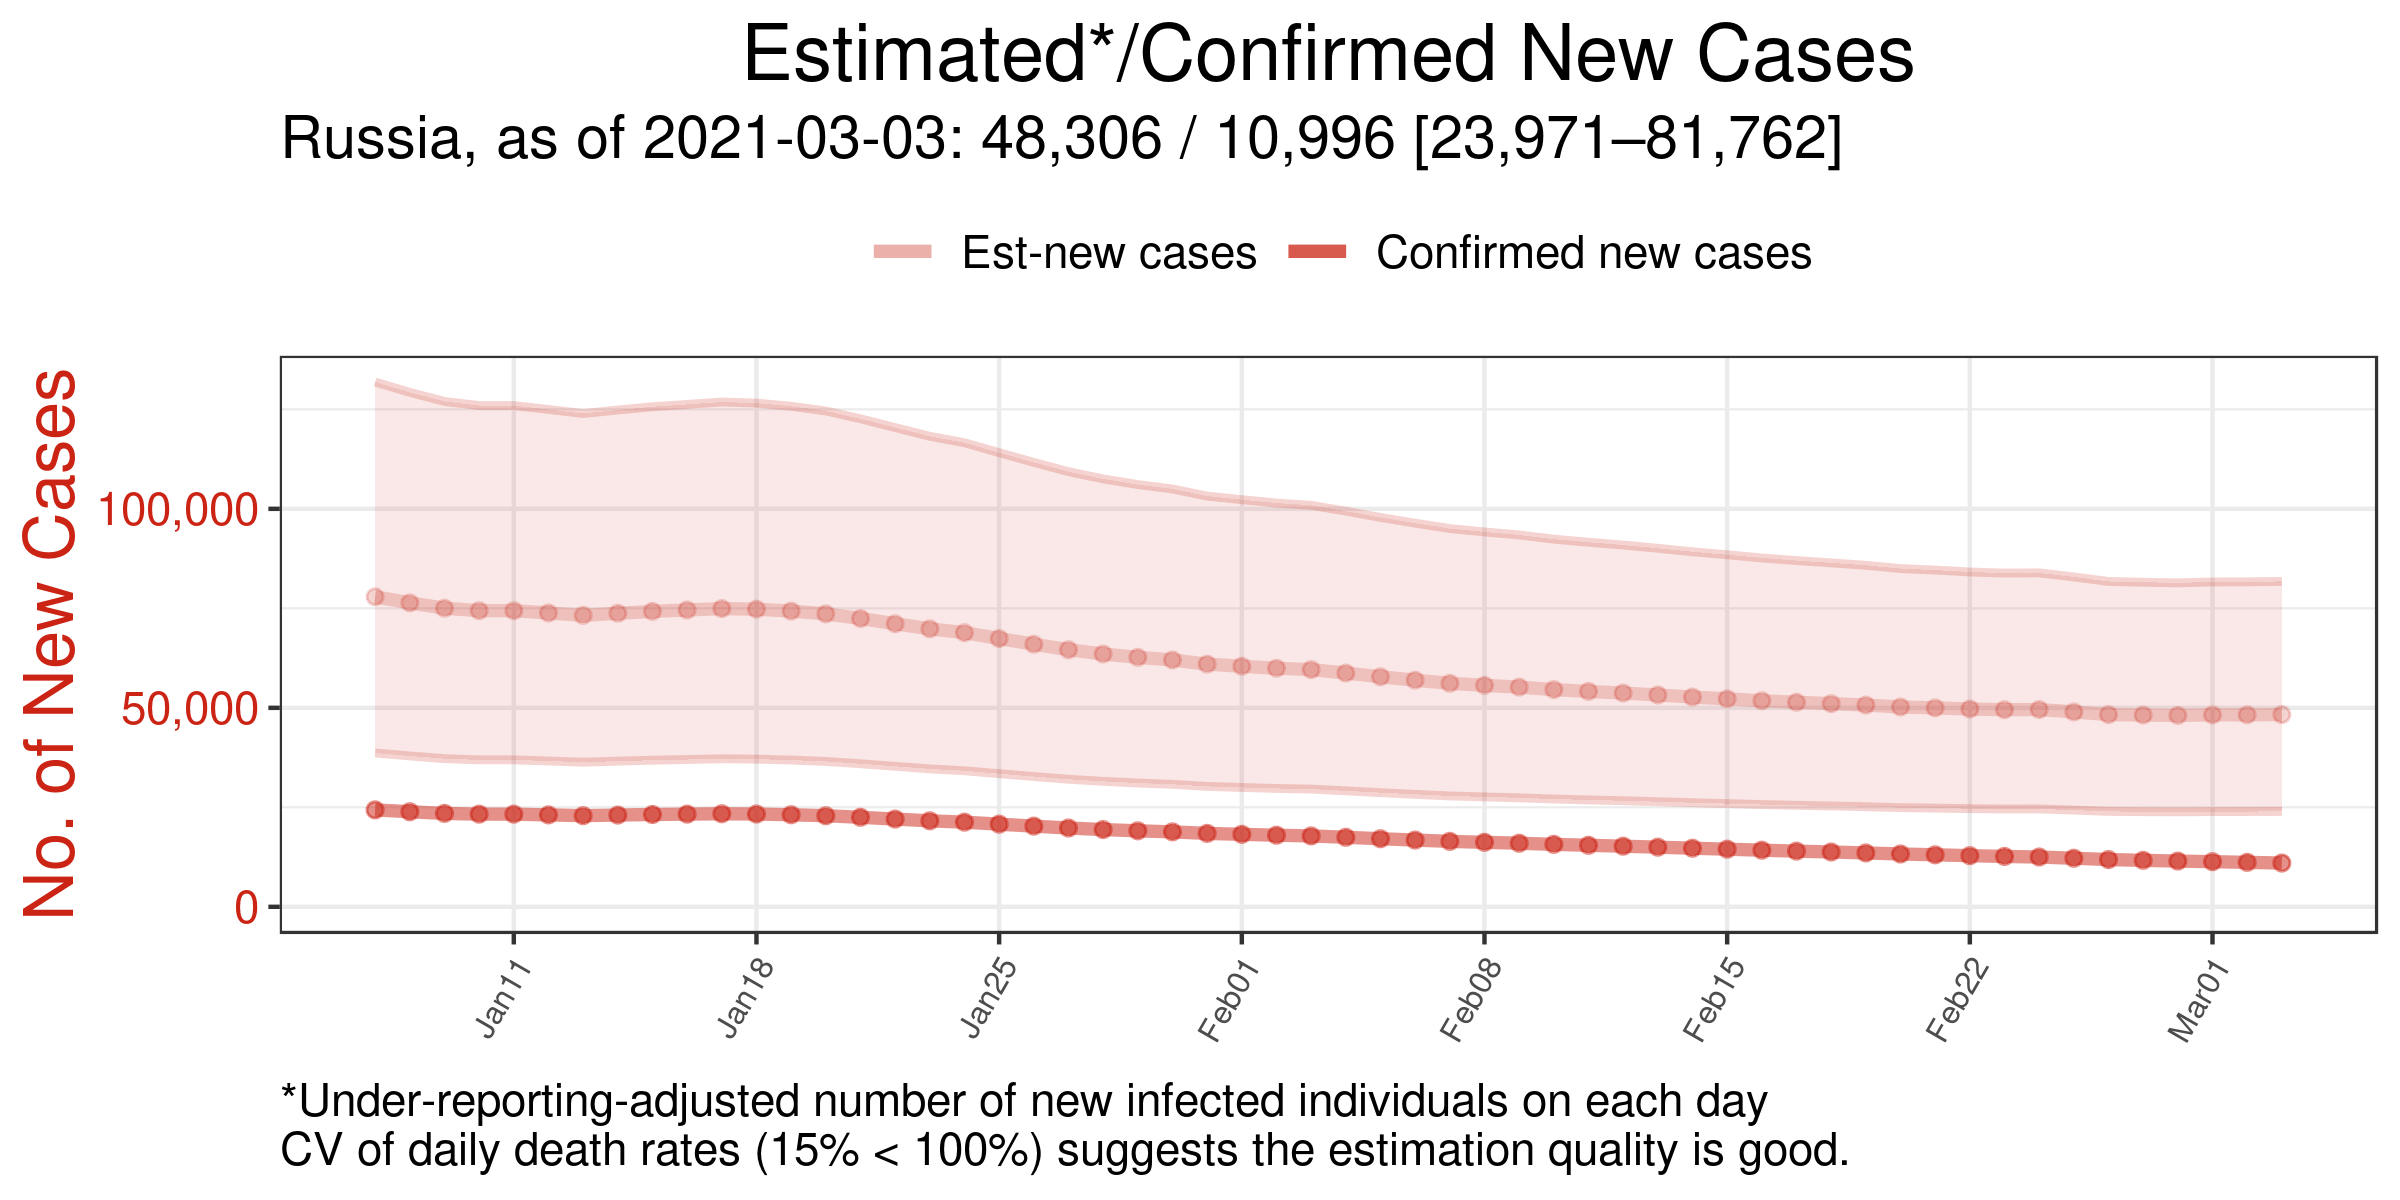 Estimated*/Confirmed New Cases
Russia, as of 2021-03-03: 48,306 / 10,996 [23,971–81,762]
Est-new cases
Confirmed new cases
No. of New Cases
100,000
50,000
0
Jan11
Jan18
Jan25
Feb01
Feb08
Feb15
Feb22
Mar01
*Under-reporting-adjusted number of new infected individuals on each day
CV of daily death rates (15% < 100%) suggests the estimation quality is good.